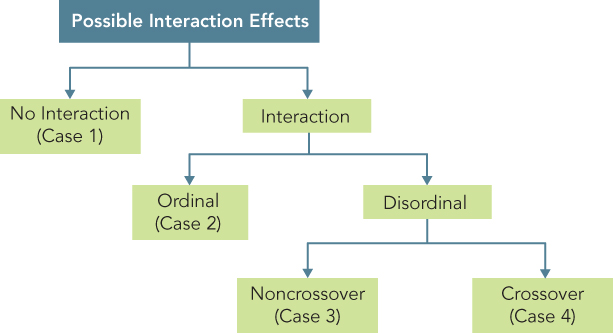 Possible Interaction Effects
No Interaction
(Case 1)
Interaction
Ordinal
(Case 2)
Disordinal
Noncrossover
(Case 3)
Crossover
(Case 4)